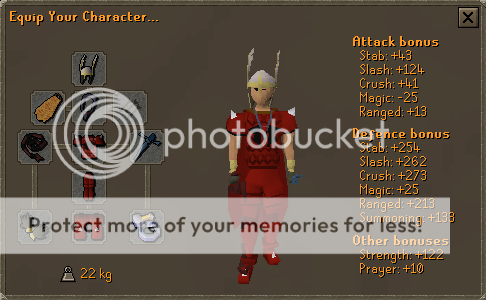 Equip Your Character...
Attack bonus
Stab: +43
Slash: +124
Crush: +41
Magic: -25
Ranged: +13
photobucket
Defence bonus
Stab: +254
Slash: +262
Crush: +273
Magic: +25
Ranged: +213
Summoning: +133
Protect more of your memories for less!
Other bonuses
Strength: +122
Prayer: +10
22 kg